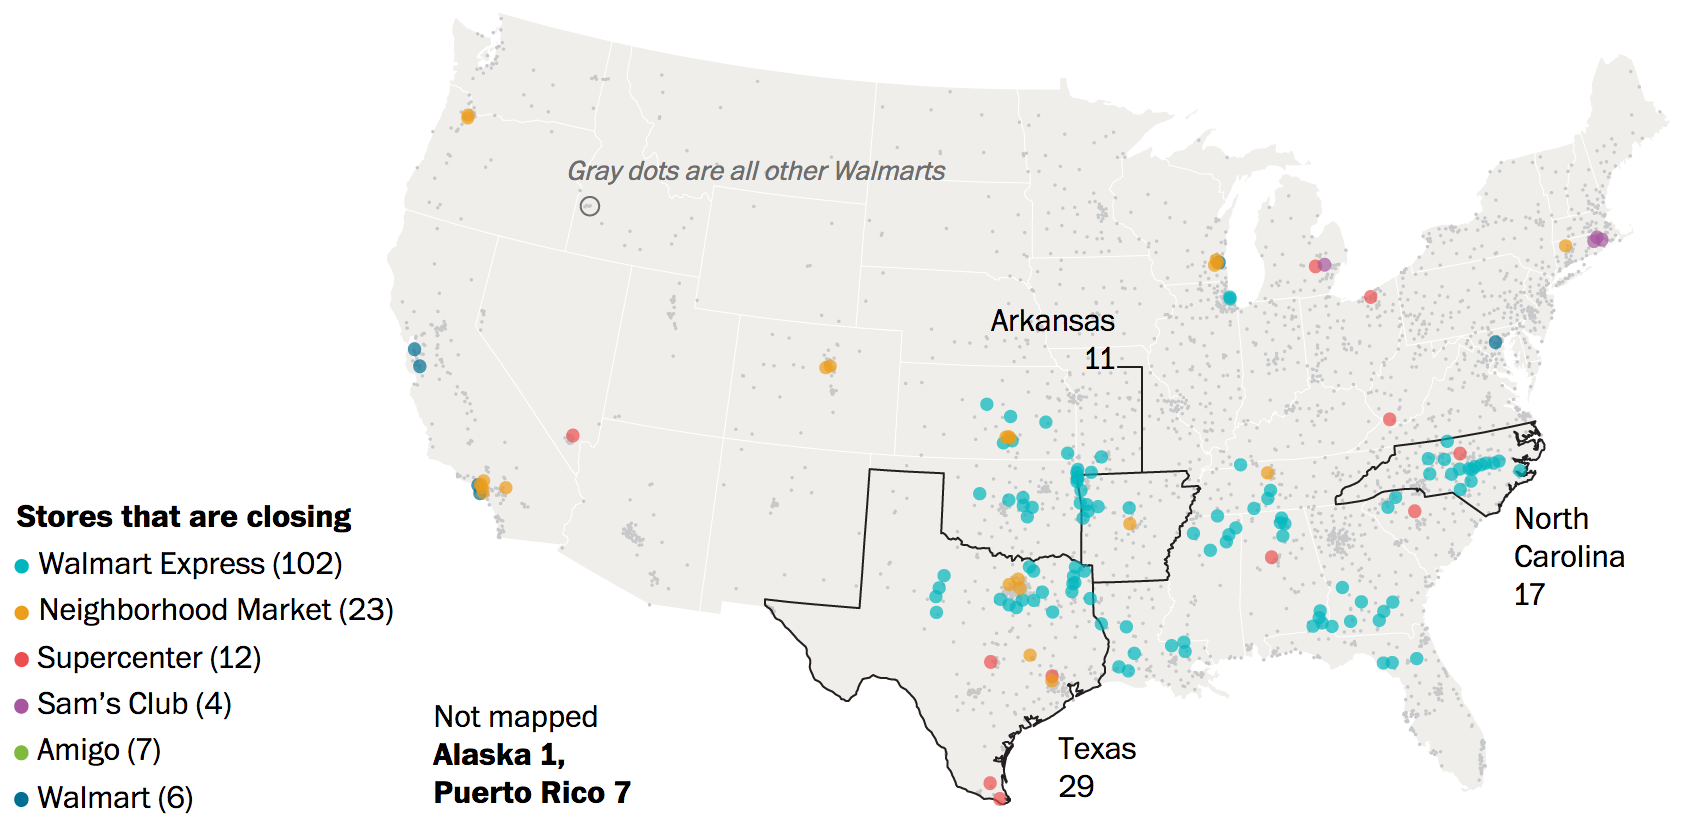 Gray dots are all other Walmarts
Arkansas
11
Stores that are closing
Walmart Express (102)
Neighborhood Market (23)
Supercenter (12)
Sam's Club (4)
Amigo (7)
Walmart (6)
Not mapped
Alaska 1,
Puerto Rico 7
Texas
29
North
Carolina
17